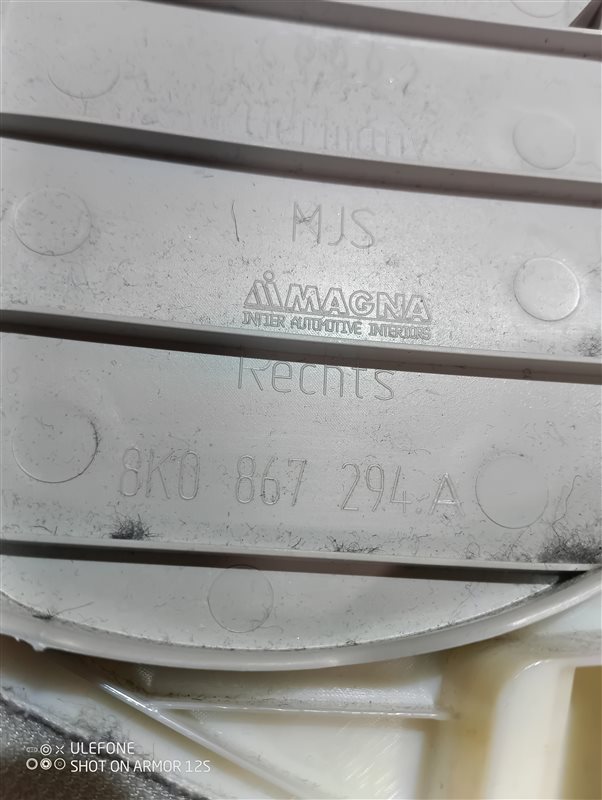 Germany
MJS
MAGNA
INTIER AUTOMOTIVE INTERIORS
Rechts
8K0 867 294 A
ULEFONE
SHOT ON ARMOR 12S